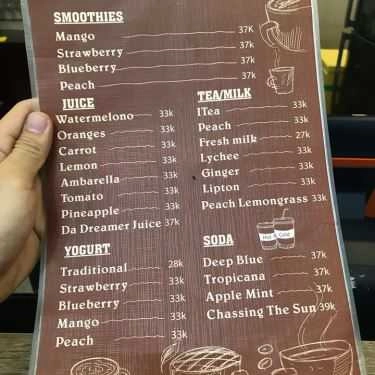 SMOOTHIES
Mango 37K
Strawberry 37k
Blueberry 37k
Peach 37k
JUICE
Watermelono 33k
Oranges 33k
Carrot 33k
Lemon 33k
Ambarella 33k
Tomato 33k
Pineapple 33k
Da Dreamer Juice 37k
TEA/MILK
ITea 33k
Peach 33k
Fresh milk 27k
Lychee 33k
Ginger 33k
Lipton 33k
Peach Lemongrass 33k
YOGURT
Traditional 28k
Strawberry 33k
Blueberry 33k
Mango 33k
Peach 33k
SODA
Deep Blue 37k
Tropicana 37k
Apple Mint 37k
Chassing The Sun 39k